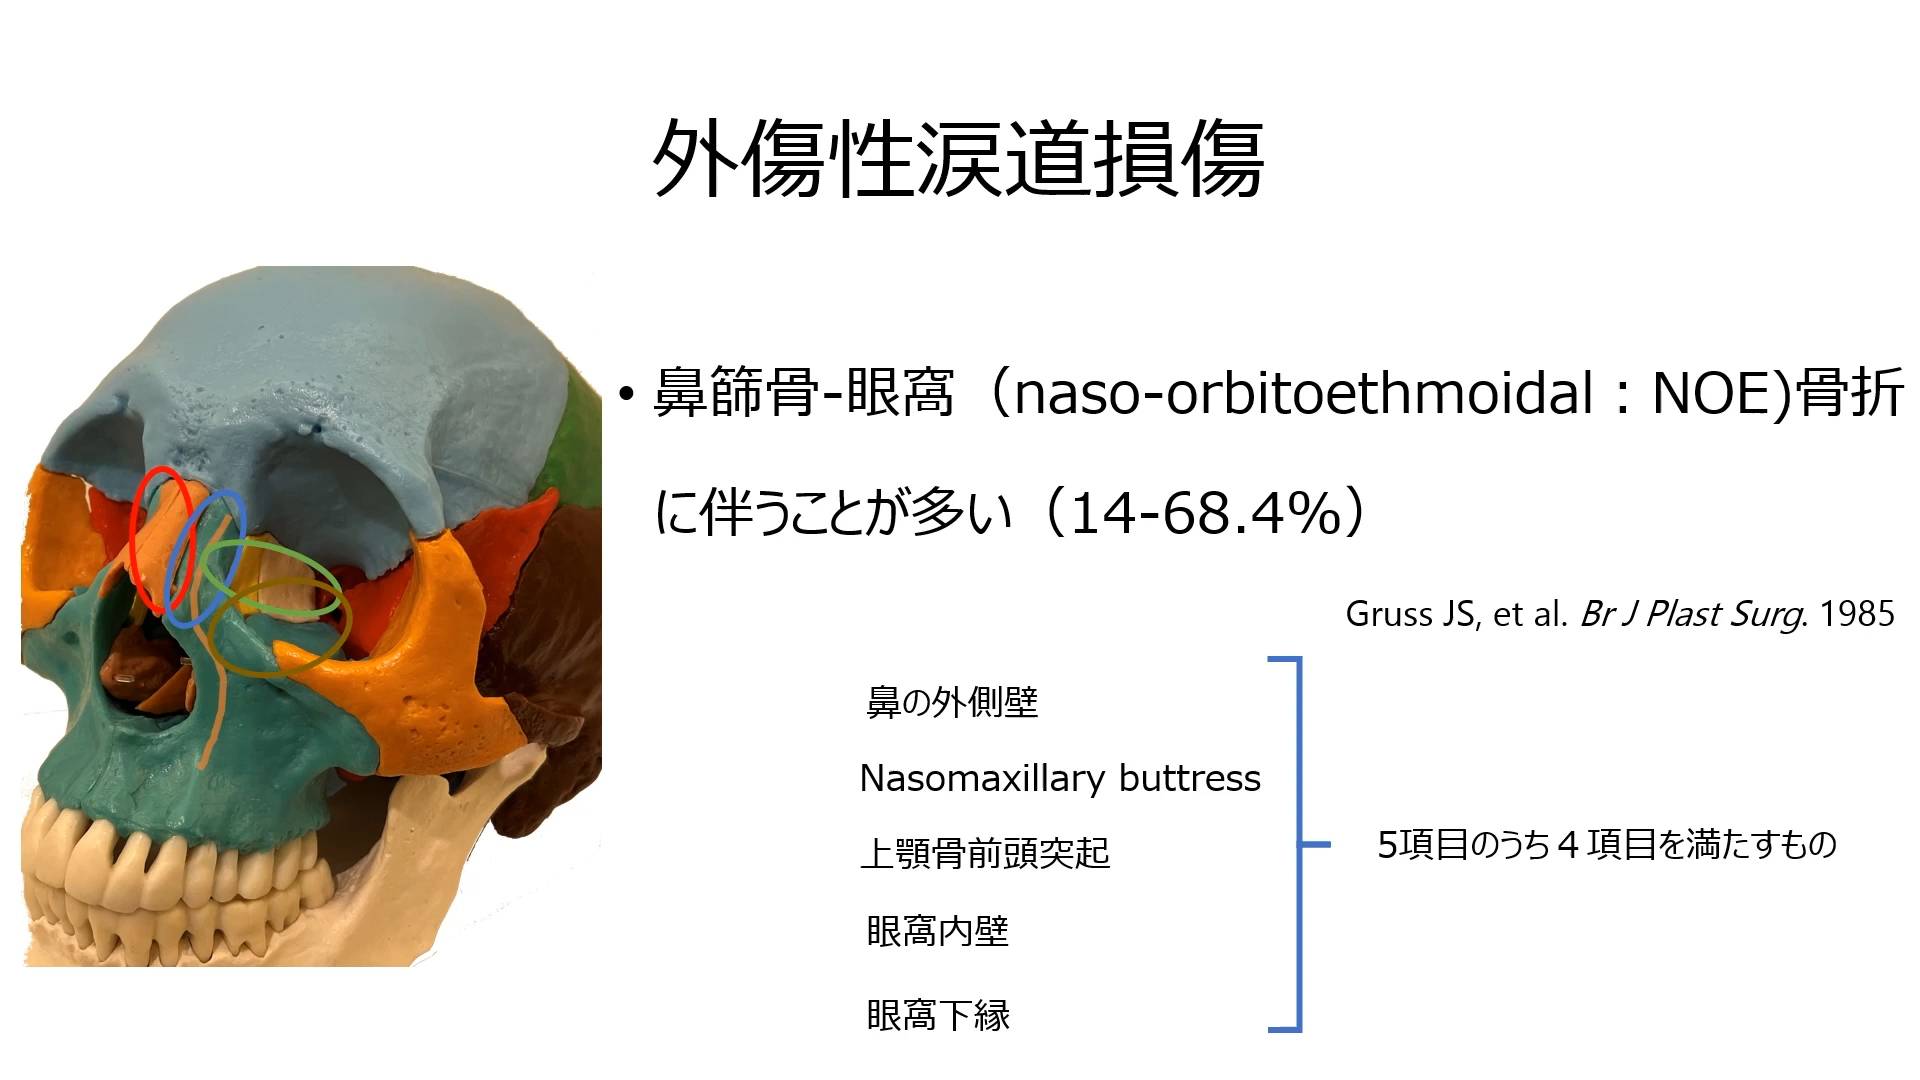 外傷性涙道損傷
• 鼻篩骨-眼窩（naso-orbitoethmoidal：NOE)骨折
に伴うことが多い（14-68.4%）
Gruss JS, et al. Br J Plast Surg. 1985
鼻の外側壁
Nasomaxillary buttress
上顎骨前頭突起
眼窩内壁
眼窩下縁
5項目のうち４項目を満たすもの